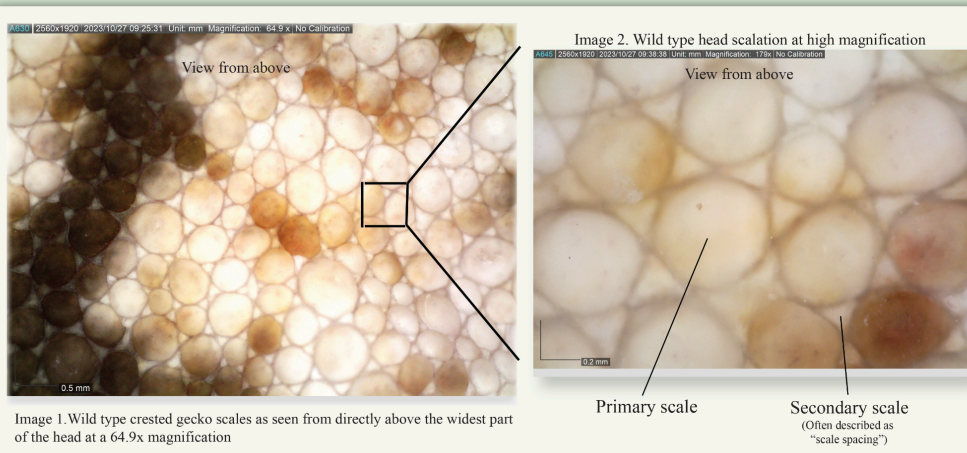 A630 2560x1920 2023/10/27 09:25:31 Unit: mm Magnification: 64.9 x No Calibration
View from above
0.5 mm
Image 1.Wild type crested gecko scales as seen from directly above the widest part
of the head at a 64.9x magnification
Image 2. Wild type head scalation at high magnification
A645 2560x1920 2023/10/27 09:38:38 Unit: mm Magnification: 179x No Calibration
View from above
0.2 mm
Primary scale
Secondary scale
(Often described as
“scale spacing”)